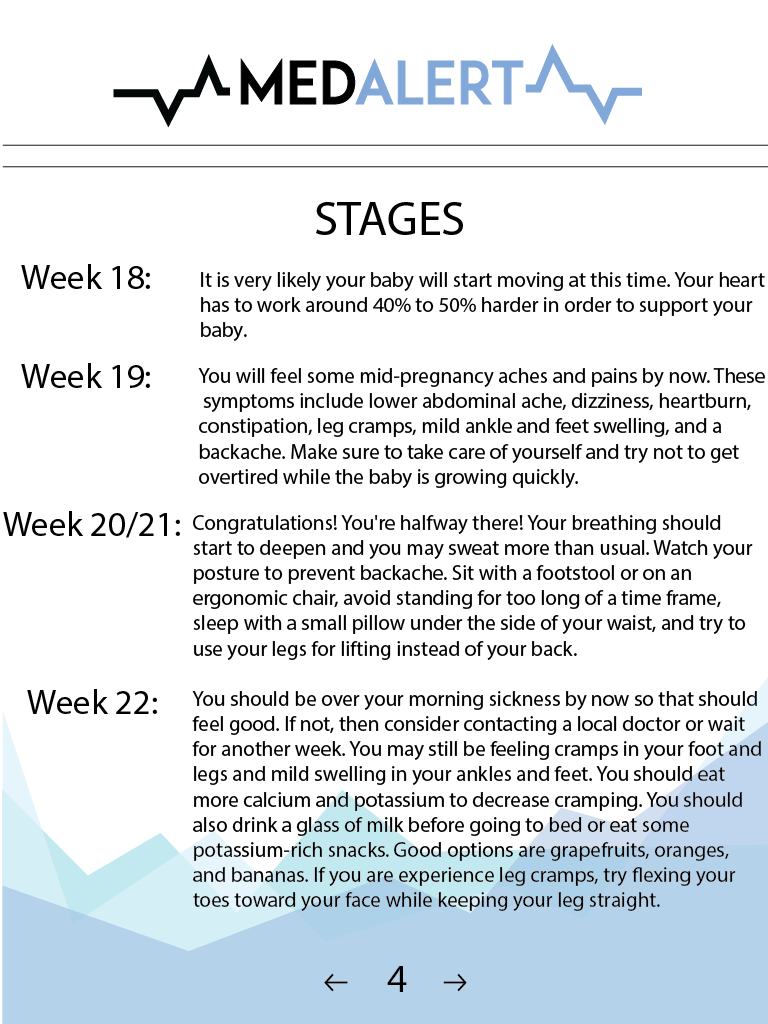 MEDALERT
STAGES
Week 18:
It is very likely your baby will start moving at this time. Your heart
has to work around 40% to 50% harder in order to support your
baby.
Week 19:
You will feel some mid-pregnancy aches and pains by now. These
symptoms include lower abdominal ache, dizziness, heartburn,
constipation, leg cramps, mild ankle and feet swelling, and a
backache. Make sure to take care of yourself and try not to get
overtired while the baby is growing quickly.
Week 20/21:
Congratulations! You're halfway there! Your breathing should
start to deepen and you may sweat more than usual. Watch your
posture to prevent backache. Sit with a footstool or on an
ergonomic chair, avoid standing for too long of a time frame,
sleep with a small pillow under the side of your waist, and try to
use your legs for lifting instead of your back.
Week 22:
You should be over your morning sickness by now so that should
feel good. If not, then consider contacting a local doctor or wait
for another week. You may still be feeling cramps in your foot and
legs and mild swelling in your ankles and feet. You should eat
more calcium and potassium to decrease cramping. You should
also drink a glass of milk before going to bed or eat some
potassium-rich snacks. Good options are grapefruits, oranges,
and bananas. If you are experience leg cramps, try flexing your
toes toward your face while keeping your leg straight.
← 4 →